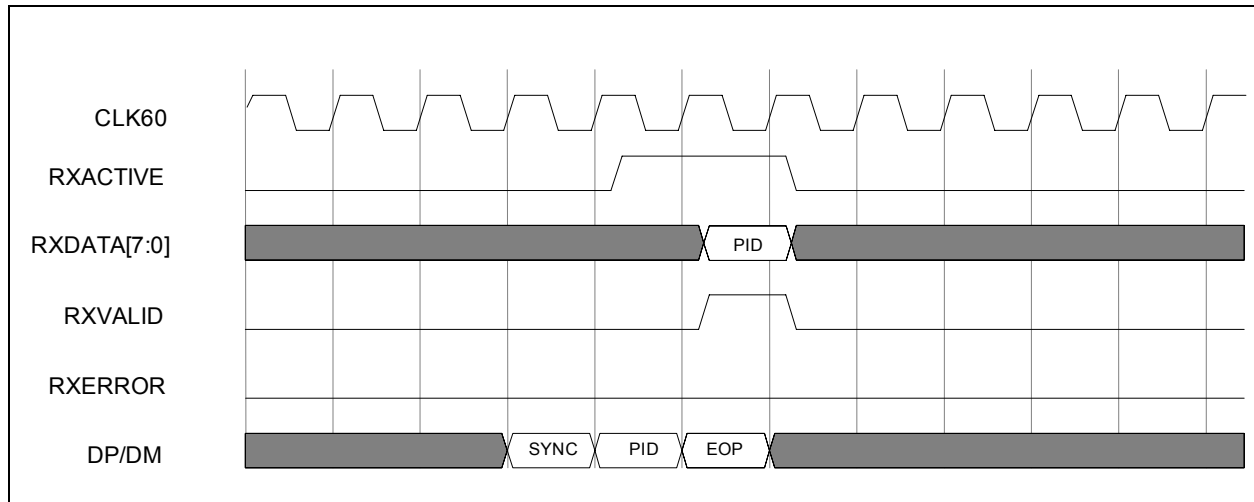 CLK60
RXACTIVE
RXDATA[7:0]
PID
RXVALID
RXERROR
DP/DM
SYNC
PID
EOP